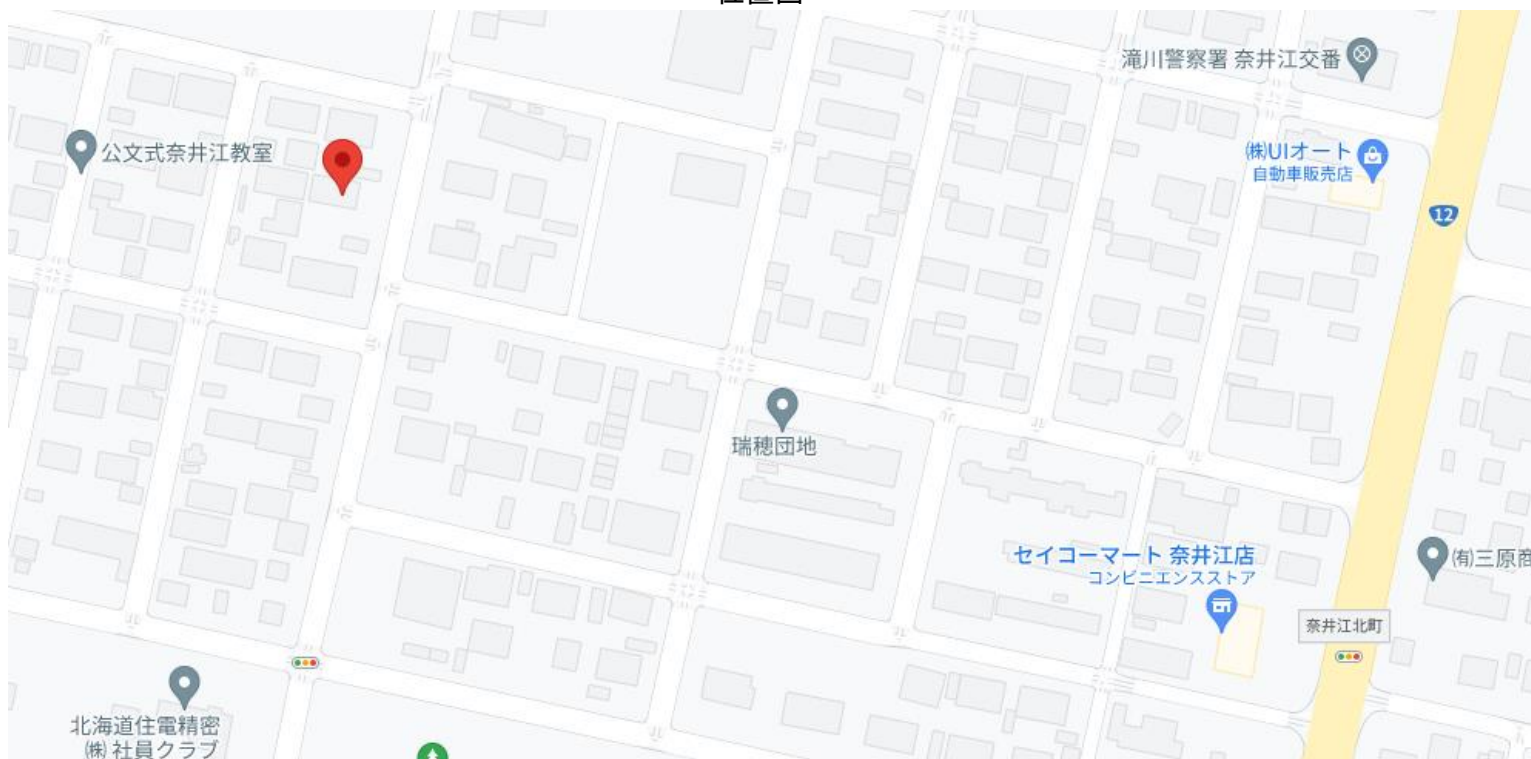 滝川警察署 奈井江交番
公文式奈井江教室
㈱UIオート
自動車販売店
12
瑞穂団地
セイコーマート 奈井江店
コンビニエンスストア
㈲三原商
奈井江北町
北海道住電精密
㈱ 社員クラブ